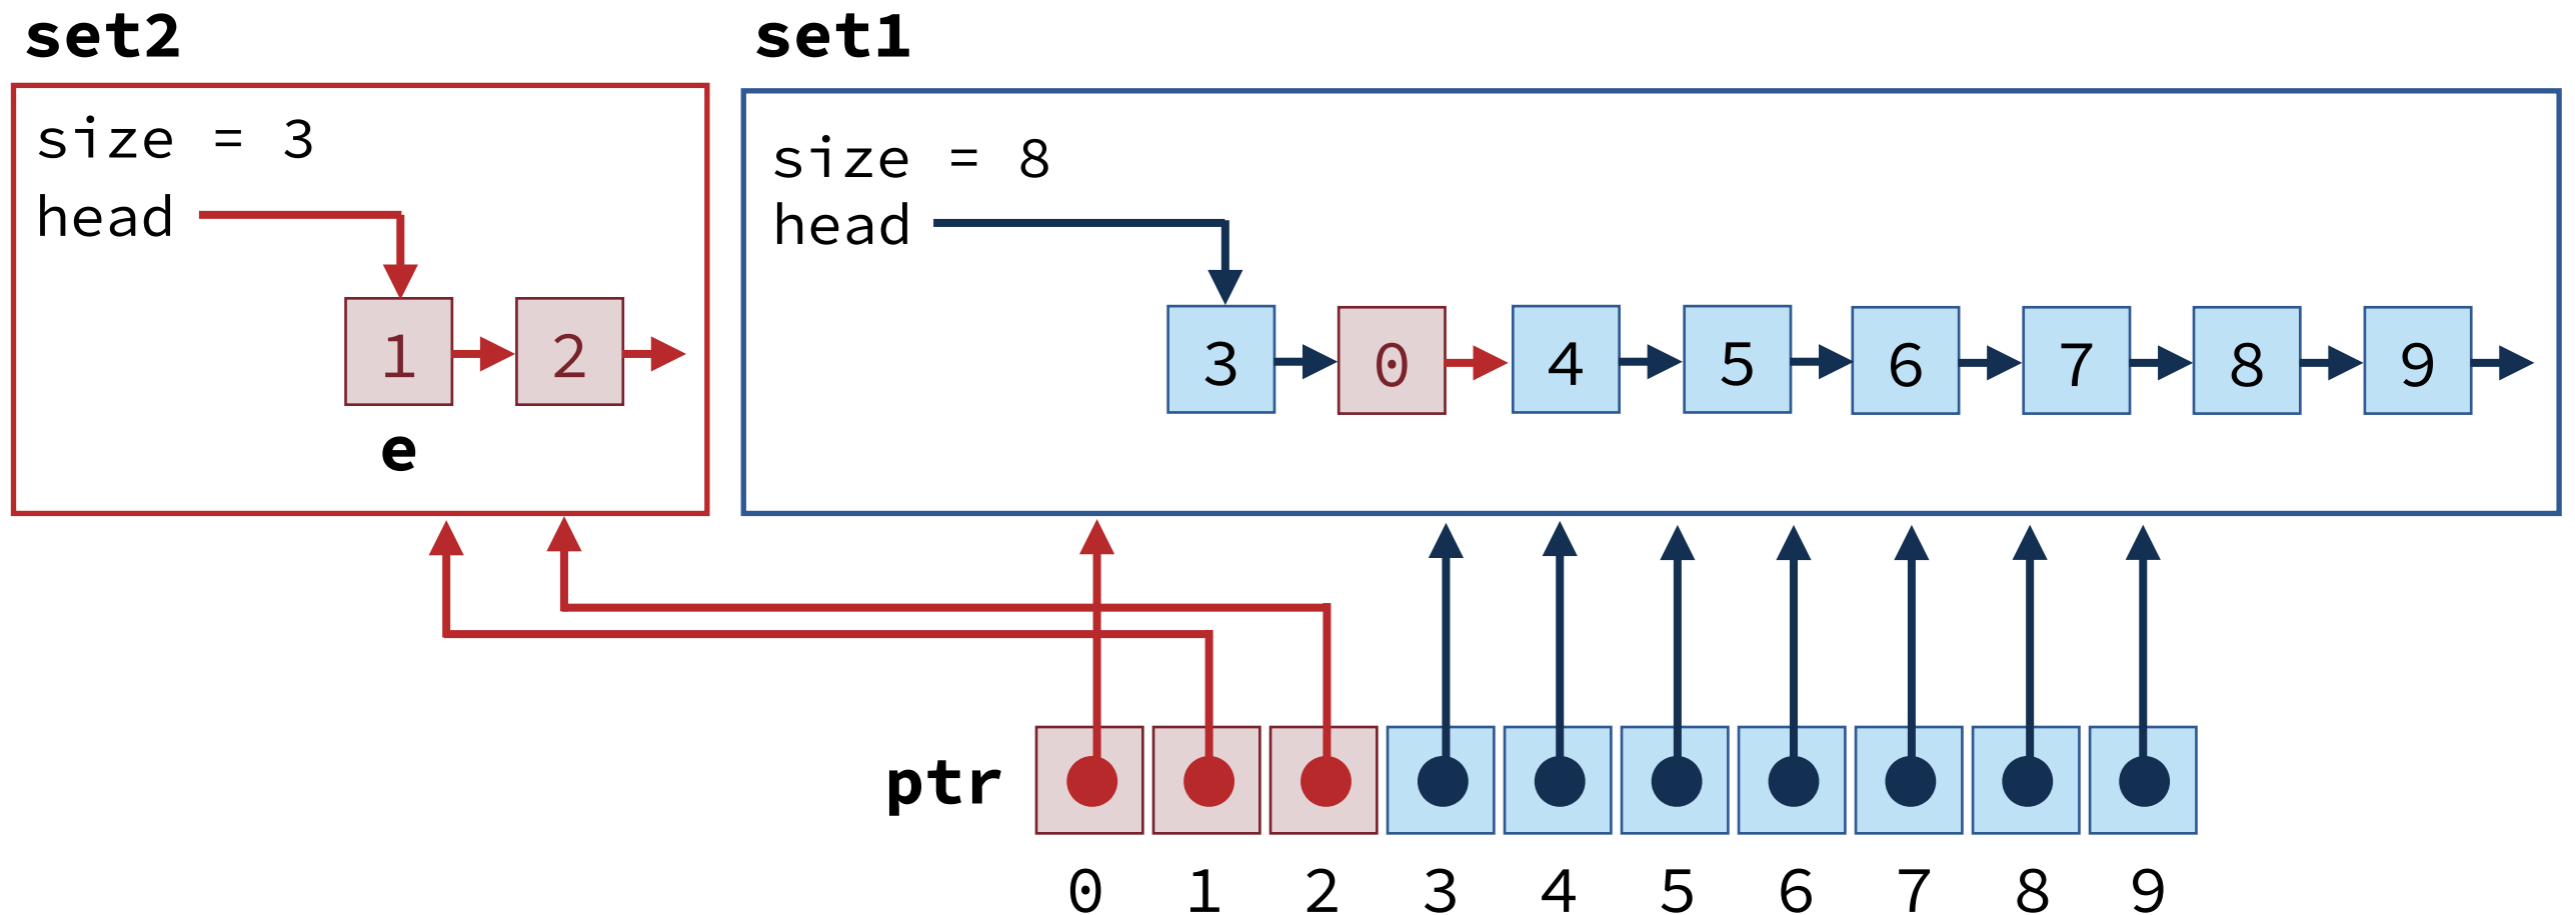 set2
size = 3
head
1 2
e
set1
size = 8
head
3 0 4 5 6 7 8 9
ptr
0 1 2 3 4 5 6 7 8 9